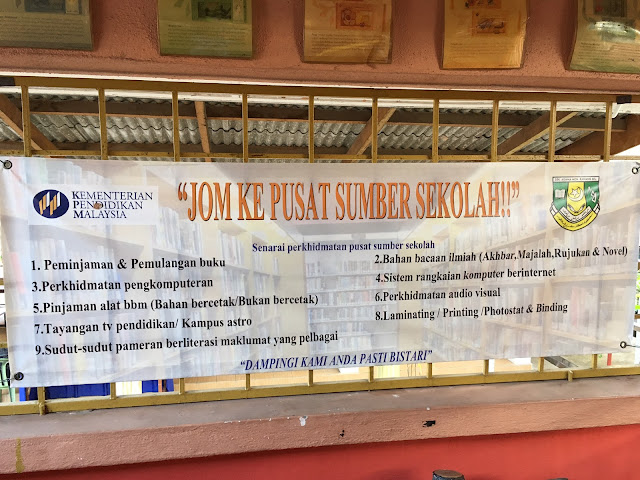 KEMENTERIAN
PENDIDIKAN
MALAYSIA
"JOM KE PUSAT SUMBER SEKOLAH!!"
Senarai perkhidmatan pusat sumber sekolah
1. Peminjaman & Pemulangan buku
2.Bahan bacaan ilmiah (Akhbar,Majalah,Rujukan & Novel)
3.Perkhidmatan pengkomputeran
4.Sistem rangkaian komputer berinternet
5.Pinjaman alat bbm (Bahan bercetak/Bukan bercetak)
6.Perkhidmatan audio visual
7.Tayangan tv pendidikan/ Kampus astro
8.Laminating / Printing /Photostat & Binding
9.Sudut-sudut pameran berliterasi maklumat yang pelbagai
"DAMPINGI KAMI ANDA PASTI BISTARI"